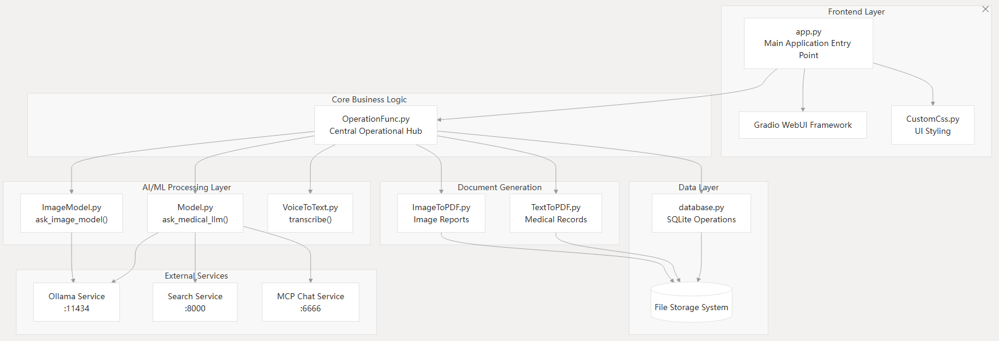 Frontend Layer
app.py
Main Application Entry
Point
Gradio WebUI Framework
CustomCss.py
UI Styling
Core Business Logic
OperationFunc.py
Central Operational Hub
AI/ML Processing Layer
ImageModel.py
ask_image_model()
Model.py
ask_medical_llm()
VoiceToText.py
transcribe()
Document Generation
ImageToPDF.py
Image Reports
TextToPDF.py
Medical Records
Data Layer
database.py
SQLite Operations
File Storage System
External Services
Ollama Service
:11434
Search Service
:8000
MCP Chat Service
:6666